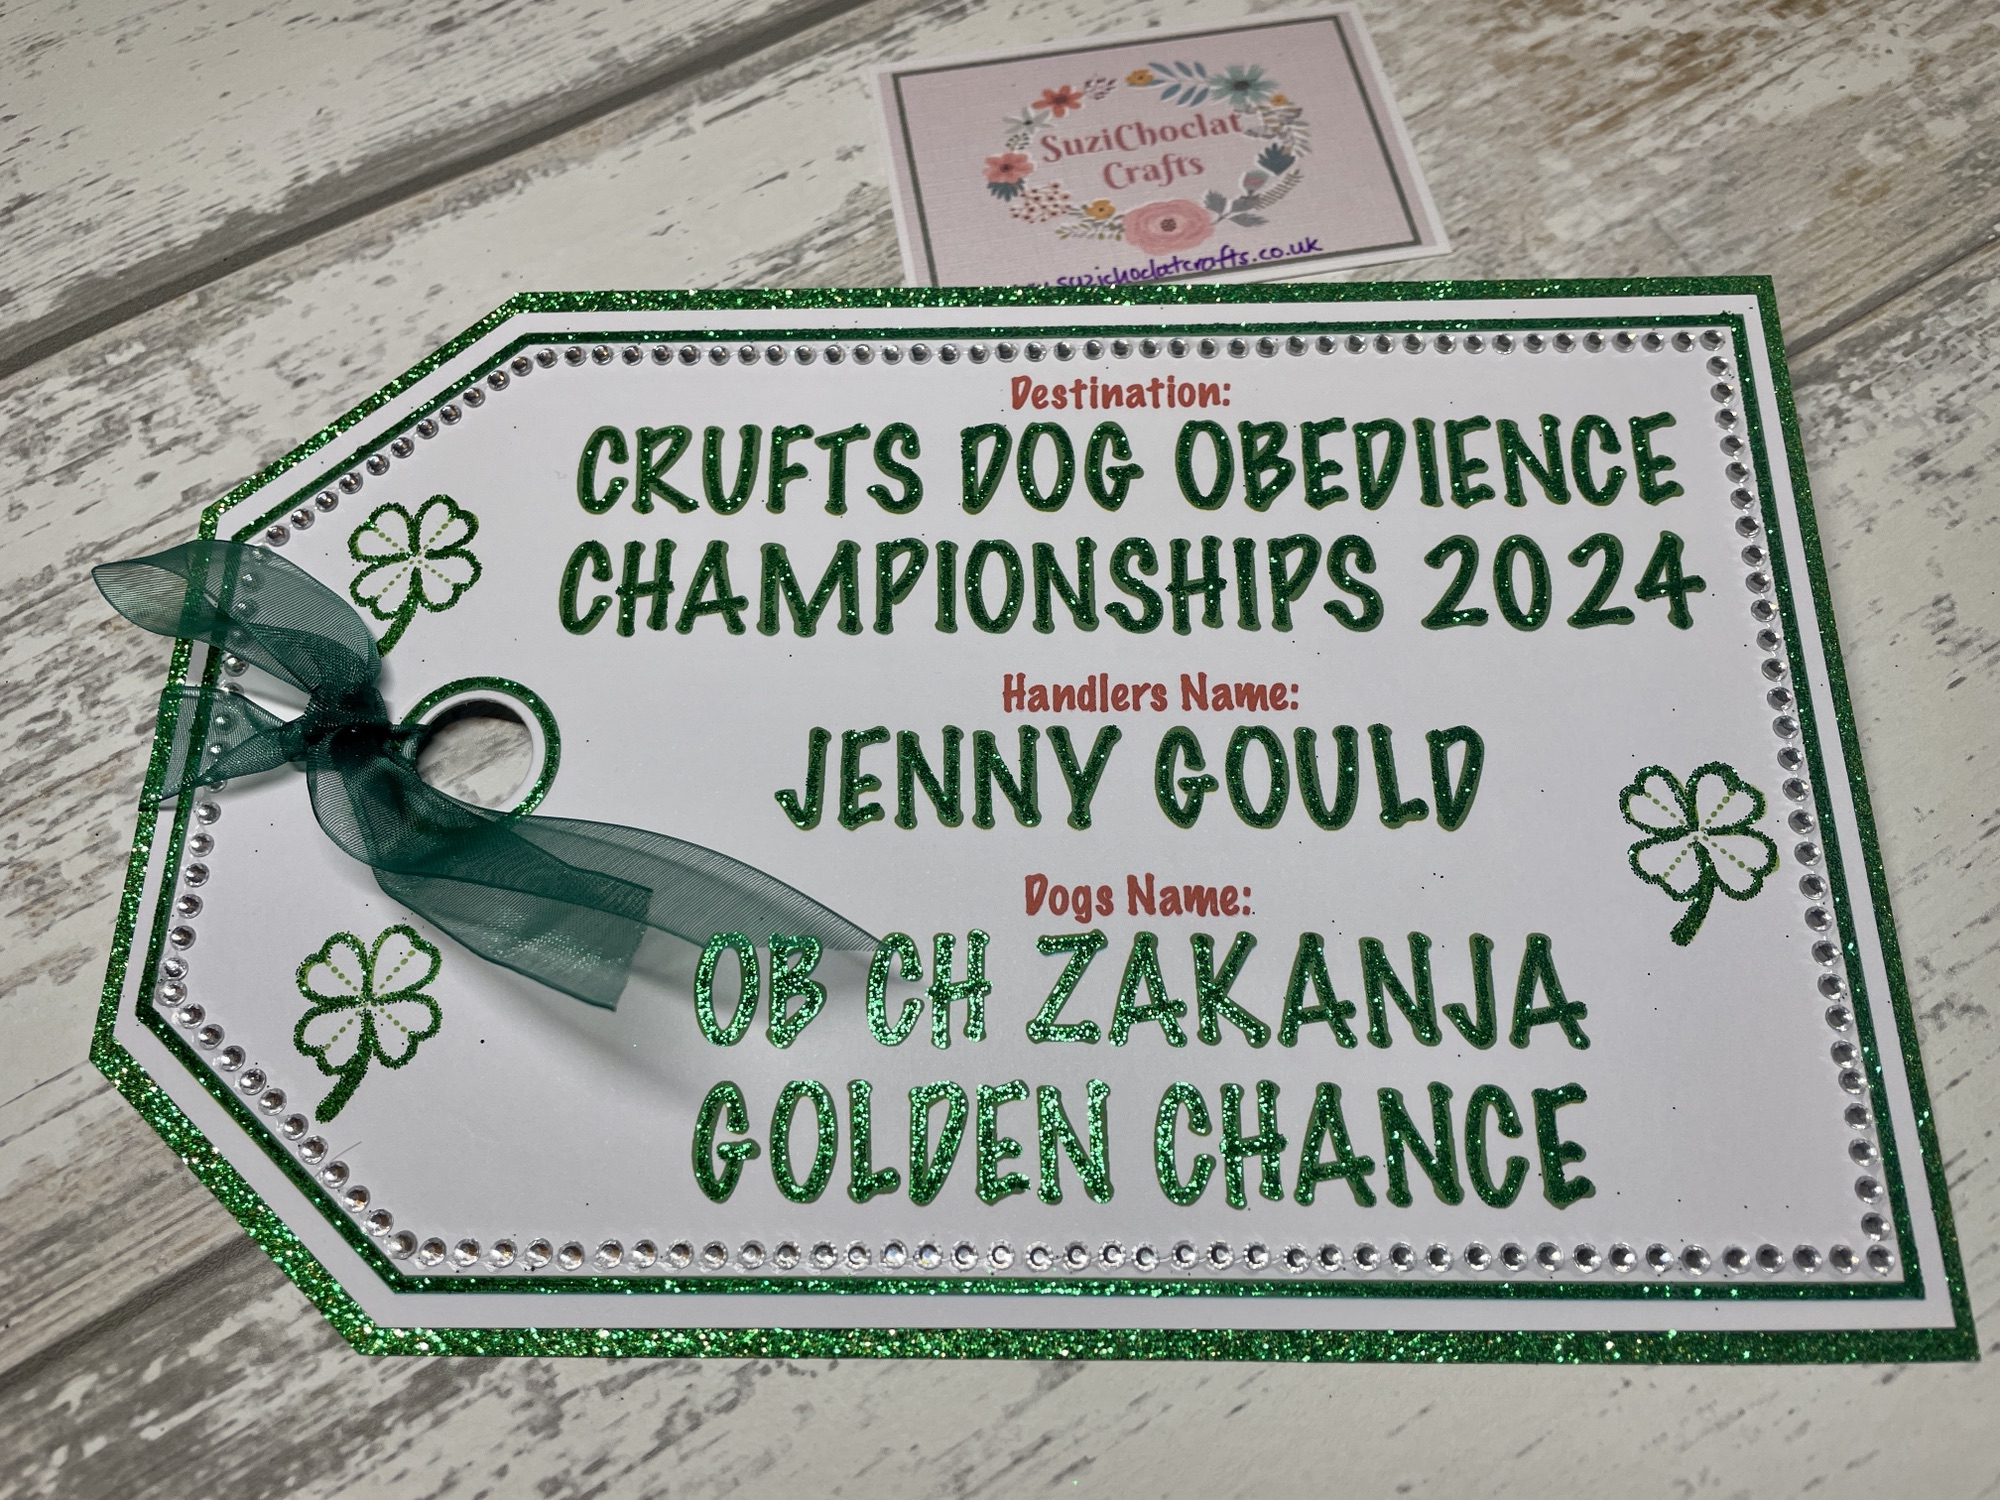 SuziChoclat
Crafts
suzichoclatcrafts.co.uk
Destination:
CRUFTS DOG OBEDIENCE
CHAMPIONSHIPS 2024
Handlers Name:
JENNY GOULD
Dogs Name:
OB CH ZAKANJA
GOLDEN CHANCE